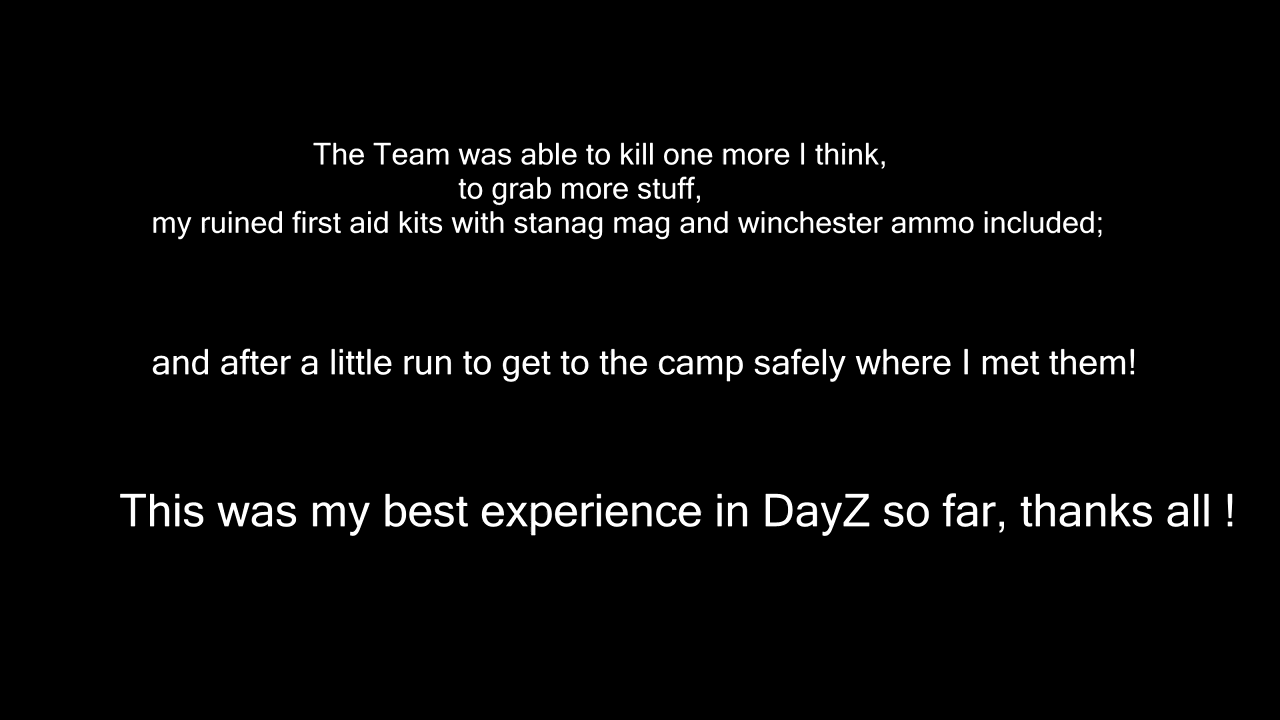 The Team was able to kill one more I think,
to grab more stuff,
my ruined first aid kits with stanag mag and winchester ammo included;
and after a little run to get to the camp safely where I met them!
This was my best experience in DayZ so far, thanks all !